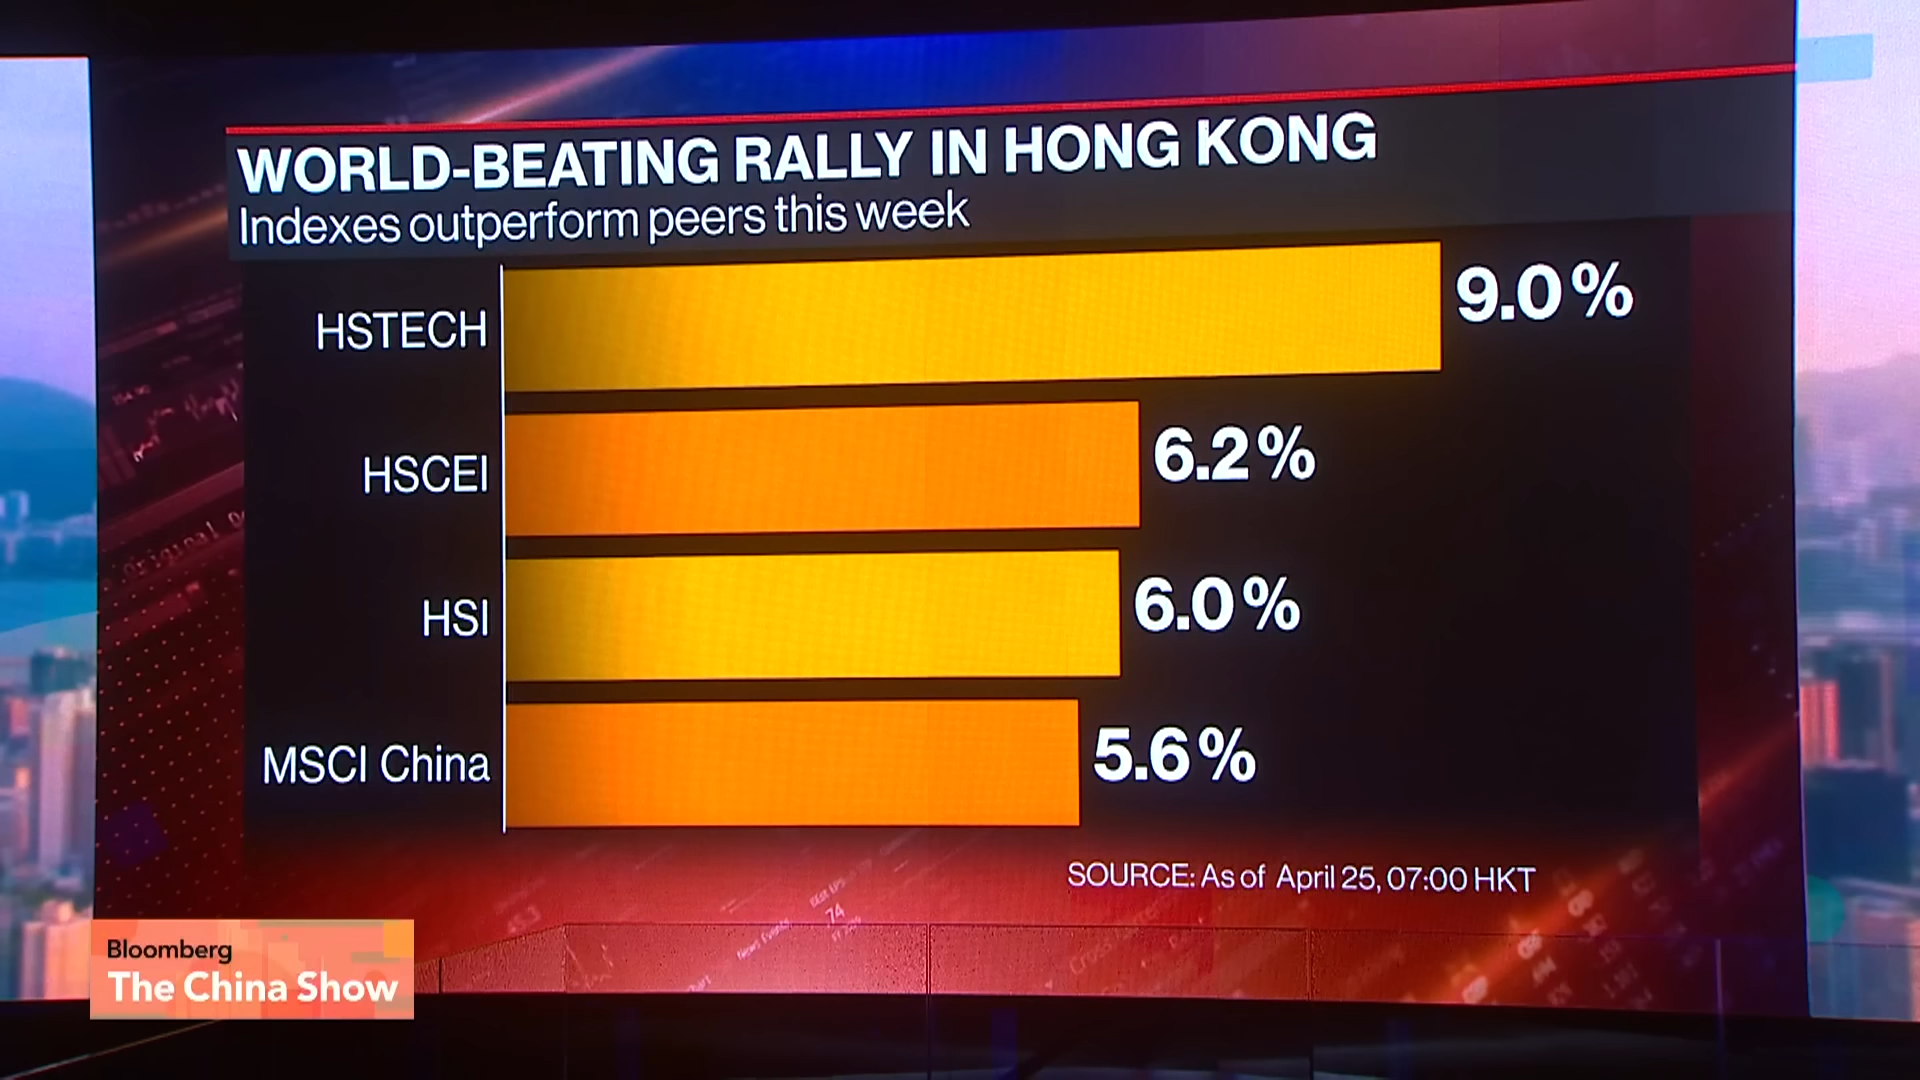 WORLD-BEATING RALLY IN HONG KONG
Indexes outperform peers this week
HSTECH 9.0%
HSCEI 6.2%
HSI 6.0%
MSCI China 5.6%
SOURCE: As of April 25, 07:00 HKT
74
Bloomberg
The China Show